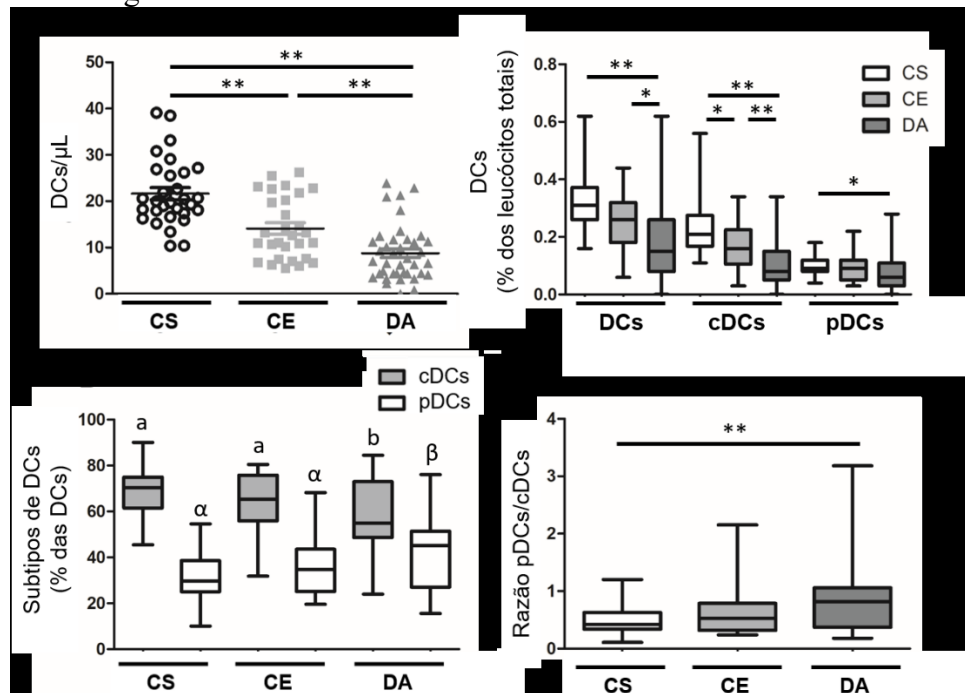 50
40
30
20
10
0
DCs/μL
**
**
**
CS
CE
DA
0.8
0.6
0.4
0.2
0.0
DCs
(% dos leucócitos totais)
**
*
**
*
**
*
CS
CE
DA
DCs
cDCs
pDCs
100
80
60
40
20
0
Subtipos de DCs
(% das DCs)
cDCs
pDCs
a
α
a
α
b
β
CS
CE
DA
4
3
2
1
0
Razão pDCs/cDCs
**
CS
CE
DA